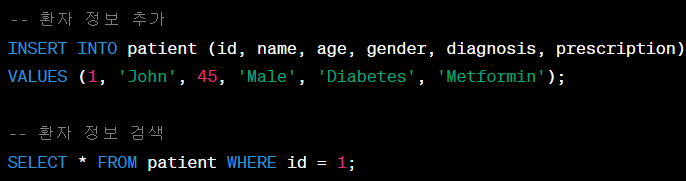 -- 환자 정보 추가
INSERT INTO patient (id, name, age, gender, diagnosis, prescription)
VALUES (1, 'John', 45, 'Male', 'Diabetes', 'Metformin');
-- 환자 정보 검색
SELECT * FROM patient WHERE id = 1;